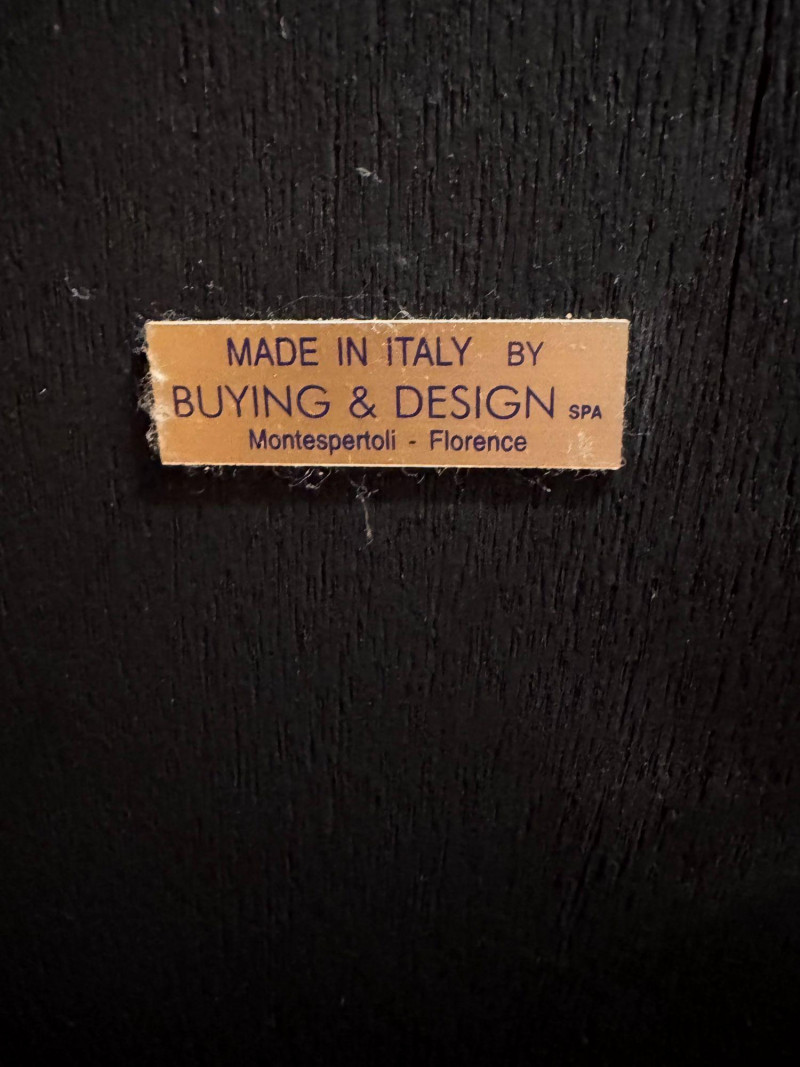 MADE IN ITALY BY
BUYING & DESIGN SPA
Montespertoli - Florence